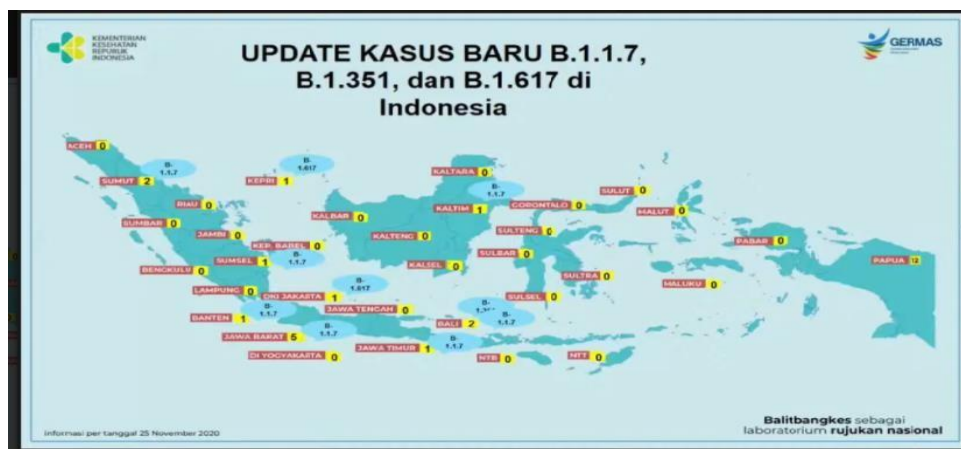 KEMENTERIAN
KESEHATAN
REPUBLIK
INDONESIA
GERMAS
UPDATE KASUS BARU B.1.1.7,
B.1.351, dan B.1.617 di
Indonesia
ACEH 0
B-
1.1.7
B-
1.617
SUMUT 2
KEPRI 1
KALTARA 0
B-
1.1.7
SULUT 0
RIAU 0
KALTIM 1
GORONTALO 0
MALUT 0
SUMBAR 0
KALBAR 0
JAMBI 0
KALTENG 0
SULTENG 0
PABAR 0
KEP. BABEL 0
SULBAR 0
SUMSEL 1
B-
1.1.7
KALSEL 0
PAPUA 12
BENGKULU 0
SULTRA 0
MALUKU 0
LAMPUNG 0
DKI JAKARTA 1
B-
1.617
SULSEL 0
BANTEN 1
B-
1.1.7
JAWA TENGAH 0
B-
B-
1.1.7
BALI 2
JAWA BARAT 5
B-
1.1.7
JAWA TIMUR 1
B-
1.1.7
DI YOGYAKARTA 0
NTB 0
NTT 0
Informasi per tanggal 25 November 2020
Balitbangkes sebagai
laboratorium rujukan nasional